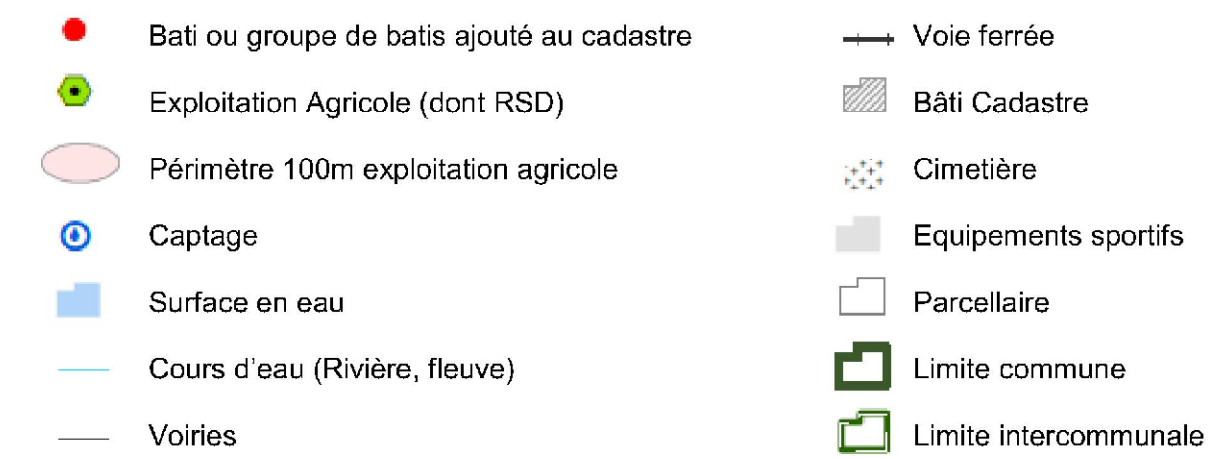 Bati ou groupe de batis ajouté au cadastre
Exploitation Agricole (dont RSD)
Périmètre 100m exploitation agricole
Captage
Surface en eau
Cours d'eau (Rivière, fleuve)
Voiries
Voie ferrée
Bâti Cadastre
Cimetière
Equipements sportifs
Parcellaire
Limite commune
Limite intercommunale